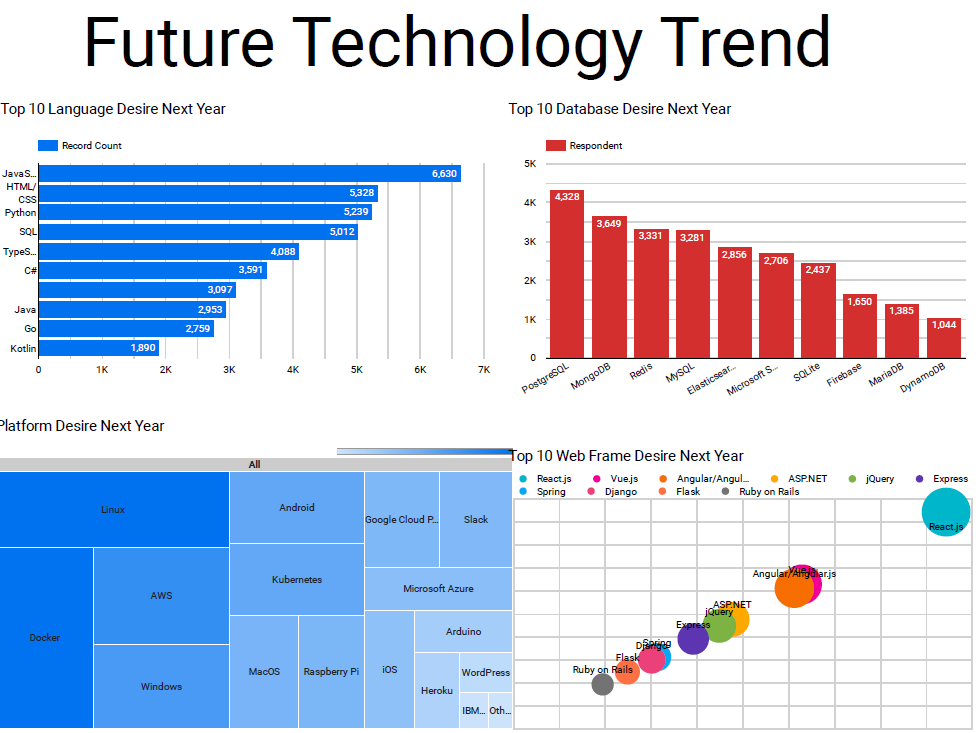 Future Technology Trend
Top 10 Language Desire Next Year
Record Count
JavaS... 6,630
HTML/
CSS 5,328
Python 5,239
SQL 5,012
TypeS... 4,088
C# 3,591
3,097
Java 2,953
Go 2,759
Kotlin 1,890
0 1K 2K 3K 4K 5K 6K 7K
Top 10 Database Desire Next Year
Respondent
5K
4K
3K
2K
1K
0
4,328
3,649
3,331
3,281
2,856
2,706
2,437
1,650
1,385
1,044
PostgreSQL
MongoDB
Redis
MySQL
Elasticsear...
Microsoft S...
SQLite
Firebase
MariaDB
DynamoDB
Platform Desire Next Year
All
Linux
Docker
AWS
Windows
Android
Kubernetes
MacOS
Raspberry Pi
Google Cloud P...
Slack
Microsoft Azure
iOS
Arduino
Heroku
WordPress
IBM...
Oth...
Top 10 Web Frame Desire Next Year
React.js Vue.js Angular/Angul... ASP.NET jQuery Express
Spring Django Flask Ruby on Rails
React.js
Vue.js
Angular/Angular.js
ASP.NET
jQuery
Express
Spring
Django
Flask
Ruby on Rails